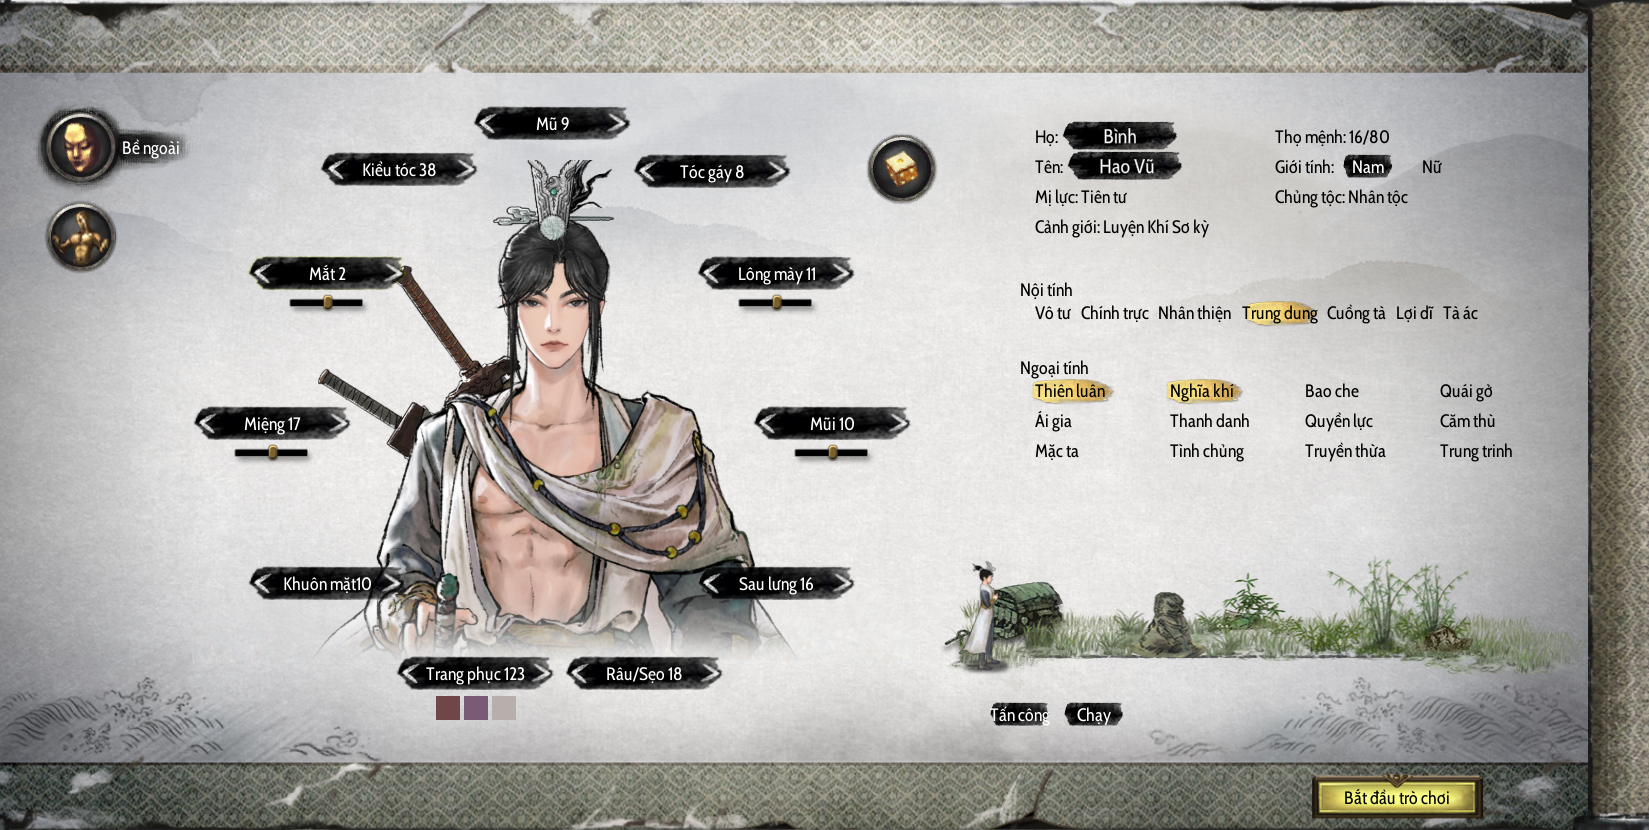 Bề ngoài
Mũ 9
Kiểu tóc 38
Tóc gáy 8
Mắt 2
Lông mày 11
Miệng 17
Mũi 10
Khuôn mặt10
Sau lưng 16
Trang phục 123
Râu/Sẹo 18
Họ: Bình
Thọ mệnh: 16/80
Tên: Hao Vũ
Giới tính: Nam Nữ
Mị lực: Tiên tư
Chủng tộc: Nhân tộc
Cảnh giới: Luyện Khí Sơ kỳ
Nội tính
Vô tư Chính trực Nhân thiện Trung dung Cuồng tà Lợi dĩ Tà ác
Ngoại tính
Thiên luân Nghĩa khí Bao che Quái gở
Ái gia Thanh danh Quyền lực Căm thù
Mặc ta Tình chủng Truyền thừa Trung trinh
Tấn công Chạy
Bắt đầu trò chơi